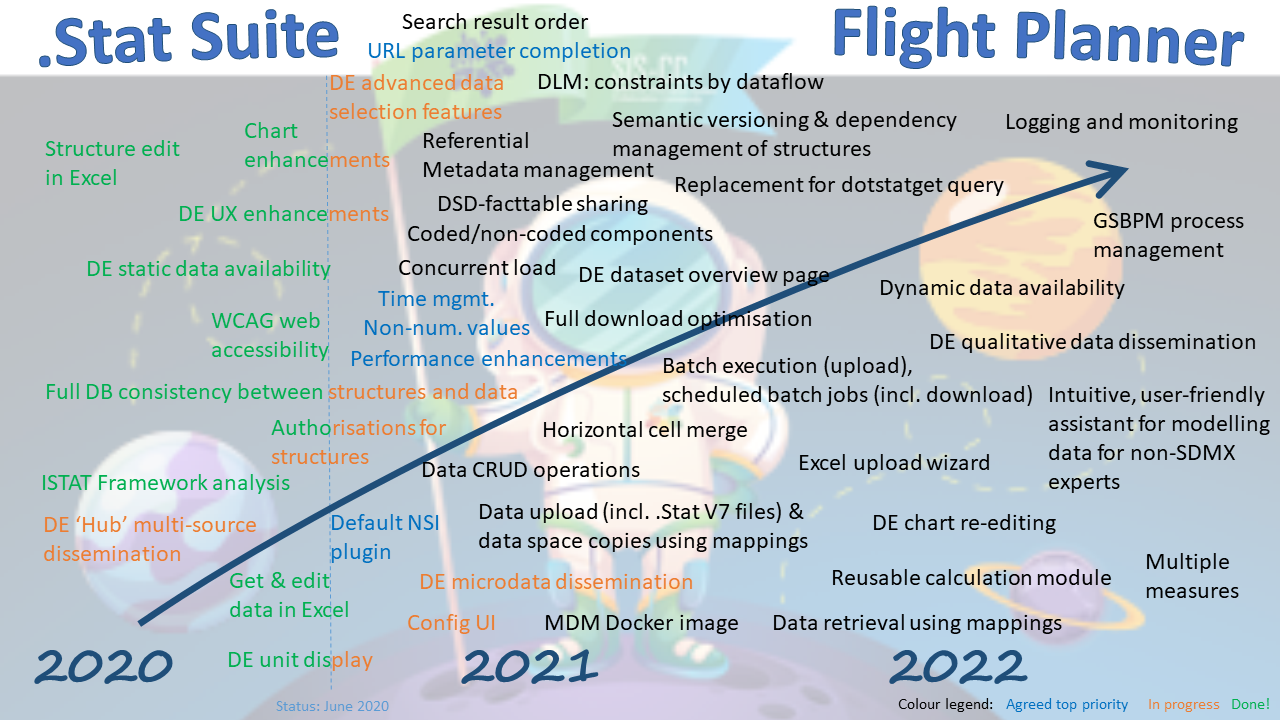 .Stat Suite
Flight Planner
Search result order
URL parameter completion
DE advanced data
selection features
DLM: constraints by dataflow
Semantic versioning & dependency
management of structures
Logging and monitoring
Chart
enhancements
Structure edit
in Excel
Referential
Metadata management
Replacement for dotstatget query
DE UX enhancements
DSD-facttable sharing
Coded/non-coded components
GSBPM process
management
DE static data availability
Concurrent load
DE dataset overview page
Dynamic data availability
Time mgmt.
Non-num. values
WCAG web
accessibility
Full download optimisation
DE qualitative data dissemination
Performance enhancements
Batch execution (upload),
scheduled batch jobs (incl. download)
Full DB consistency between structures and data
Intuitive, user-friendly
assistant for modelling
data for non-SDMX
experts
Authorisations for
structures
Horizontal cell merge
Data CRUD operations
Excel upload wizard
ISTAT Framework analysis
DE ‘Hub’ multi-source
dissemination
Default NSI
plugin
Data upload (incl. .Stat V7 files) &
data space copies using mappings
DE chart re-editing
Get & edit
data in Excel
DE microdata dissemination
Reusable calculation module
Multiple
measures
Config UI
MDM Docker image
Data retrieval using mappings
2020
DE unit display
2021
2022
Status: June 2020
Colour legend: Agreed top priority In progress Done!
SIS-CC